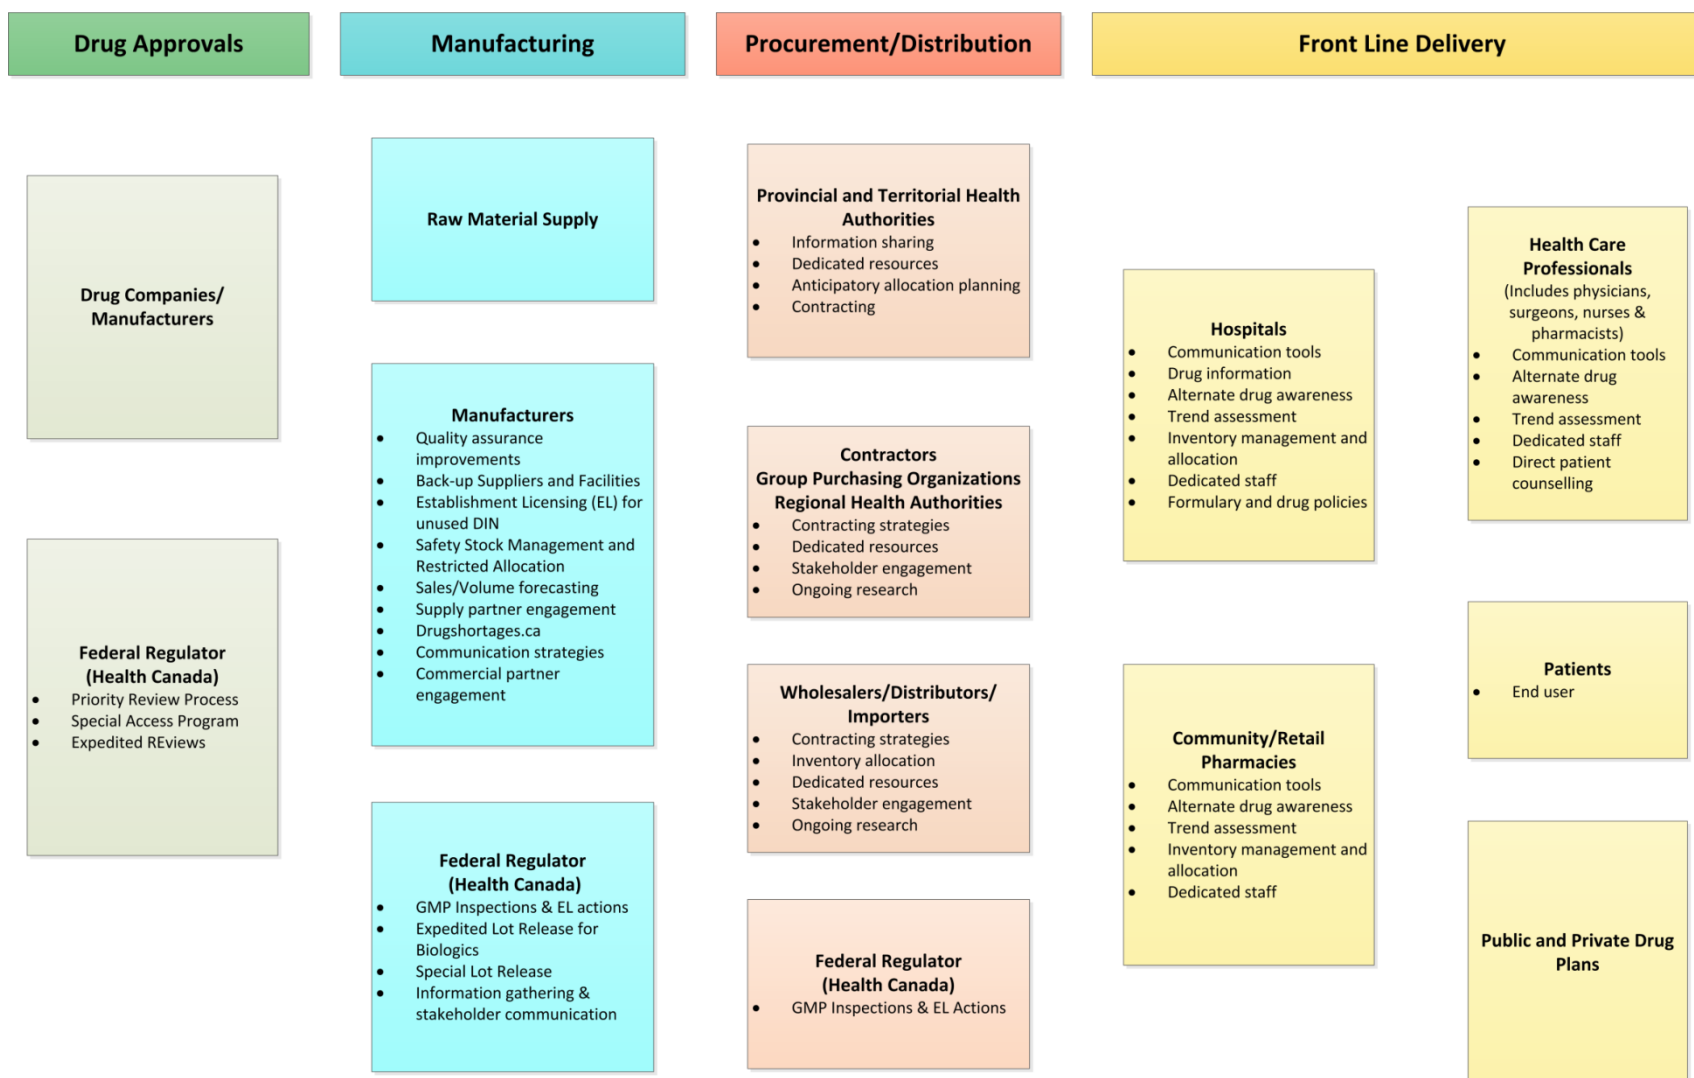 Drug Approvals
Manufacturing
Procurement/Distribution
Front Line Delivery
Drug Companies/
Manufacturers
Federal Regulator
(Health Canada)
• Priority Review Process
• Special Access Program
• Expedited REviews
Raw Material Supply
Manufacturers
• Quality assurance
improvements
• Back-up Suppliers and Facilities
• Establishment Licensing (EL) for
unused DIN
• Safety Stock Management and
Restricted Allocation
• Sales/Volume forecasting
• Supply partner engagement
• Drugshortages.ca
• Communication strategies
• Commercial partner
engagement
Federal Regulator
(Health Canada)
• GMP Inspections & EL actions
• Expedited Lot Release for
Biologics
• Special Lot Release
• Information gathering &
stakeholder communication
Provincial and Territorial Health
Authorities
• Information sharing
• Dedicated resources
• Anticipatory allocation planning
• Contracting
Contractors
Group Purchasing Organizations
Regional Health Authorities
• Contracting strategies
• Dedicated resources
• Stakeholder engagement
• Ongoing research
Wholesalers/Distributors/
Importers
• Contracting strategies
• Inventory allocation
• Dedicated resources
• Stakeholder engagement
• Ongoing research
Federal Regulator
(Health Canada)
• GMP Inspections & EL Actions
Hospitals
• Communication tools
• Drug information
• Alternate drug awareness
• Trend assessment
• Inventory management and
allocation
• Dedicated staff
• Formulary and drug policies
Community/Retail
Pharmacies
• Communication tools
• Alternate drug awareness
• Trend assessment
• Inventory management and
allocation
• Dedicated staff
Health Care
Professionals
(Includes physicians,
surgeons, nurses &
pharmacists)
• Communication tools
• Alternate drug
awareness
• Trend assessment
• Dedicated staff
• Direct patient
counselling
Patients
• End user
Public and Private Drug
Plans